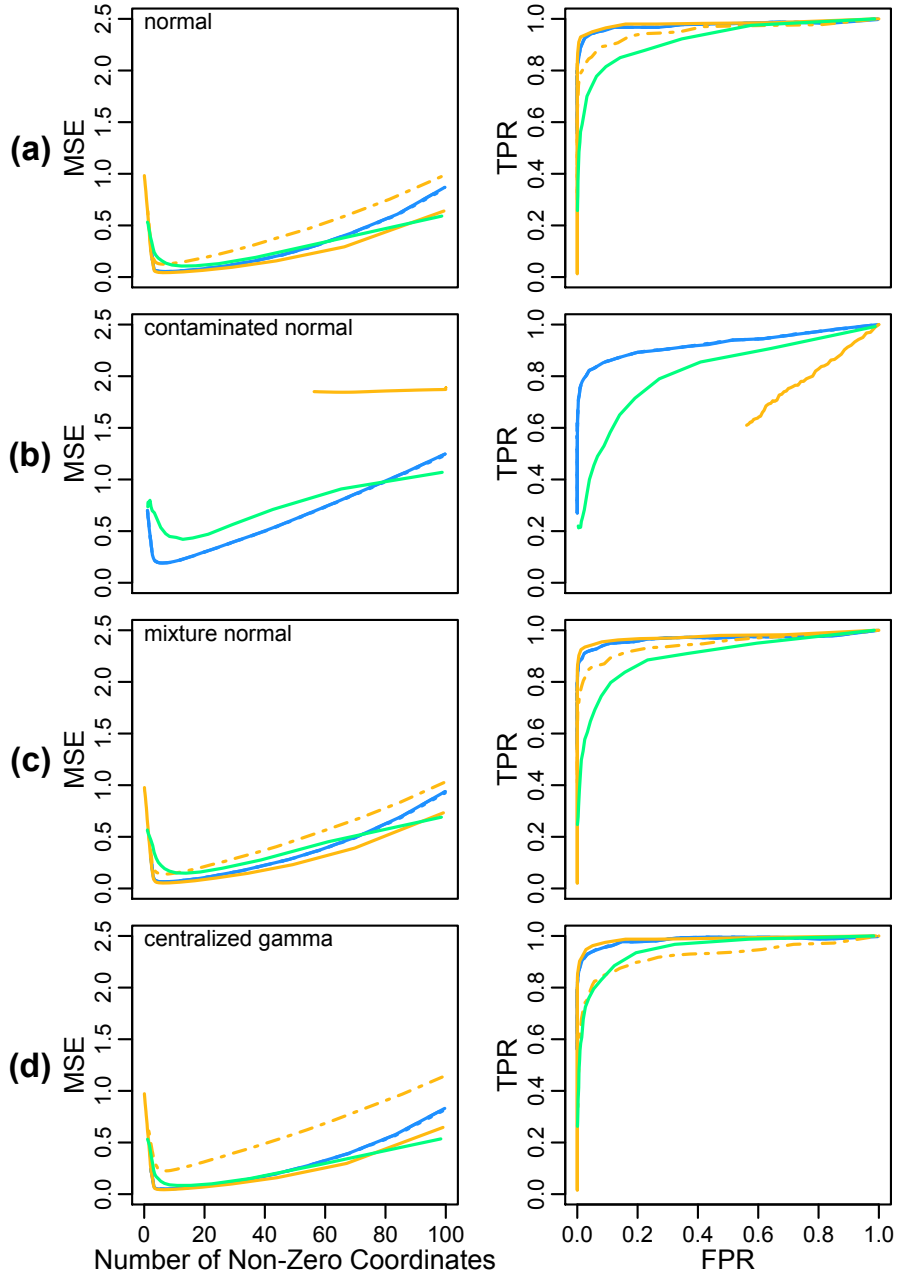 (a)
MSE
0.0 0.5 1.0 1.5 2.0 2.5
normal
TPR
0.0 0.2 0.4 0.6 0.8 1.0
(b)
MSE
0.0 0.5 1.0 1.5 2.0 2.5
contaminated normal
TPR
0.0 0.2 0.4 0.6 0.8 1.0
(c)
MSE
0.0 0.5 1.0 1.5 2.0 2.5
mixture normal
TPR
0.0 0.2 0.4 0.6 0.8 1.0
(d)
MSE
0.0 0.5 1.0 1.5 2.0 2.5
centralized gamma
TPR
0.0 0.2 0.4 0.6 0.8 1.0
0 20 40 60 80 100
Number of Non-Zero Coordinates
0.0 0.2 0.4 0.6 0.8 1.0
FPR